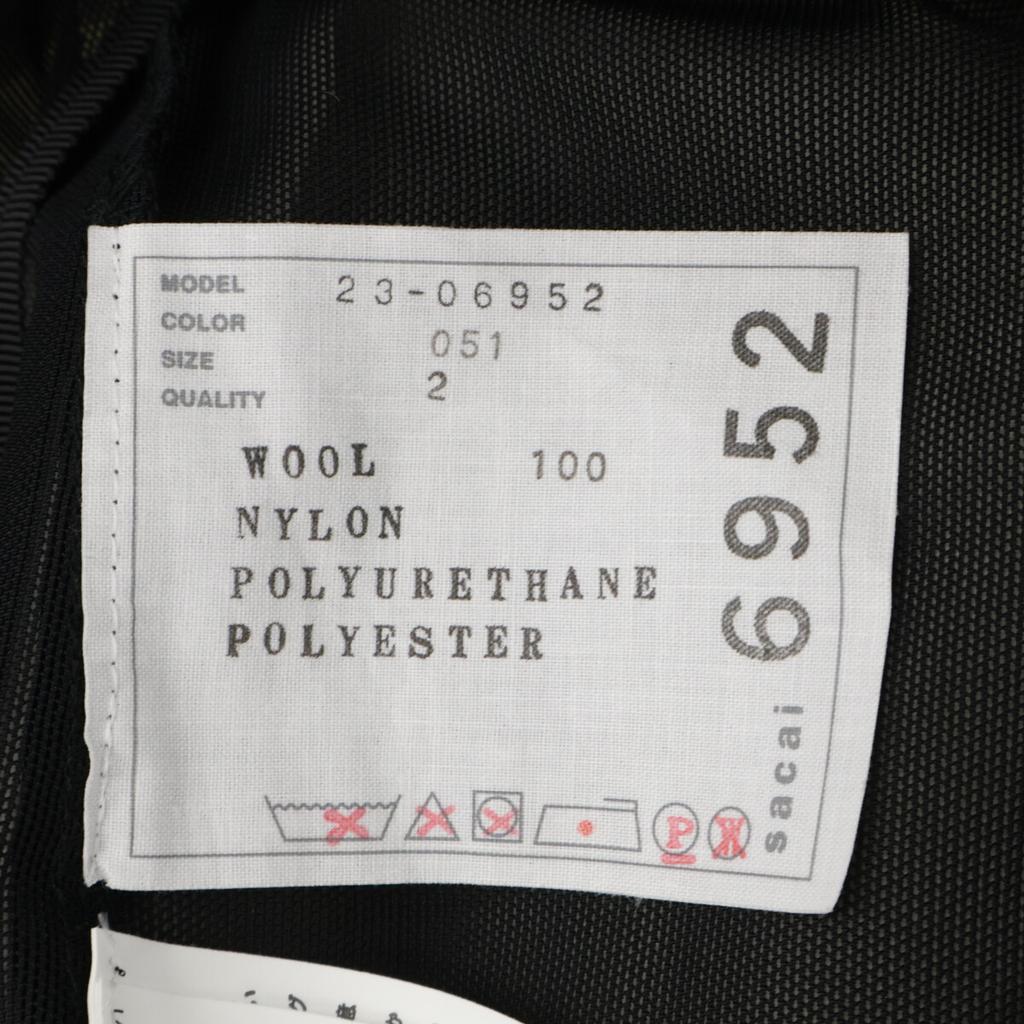 MODEL 23-06952
COLOR 051
SIZE 2
QUALITY
WOOL 100
NYLON
POLYURETHANE
POLYESTER
P
W
sacai 6952